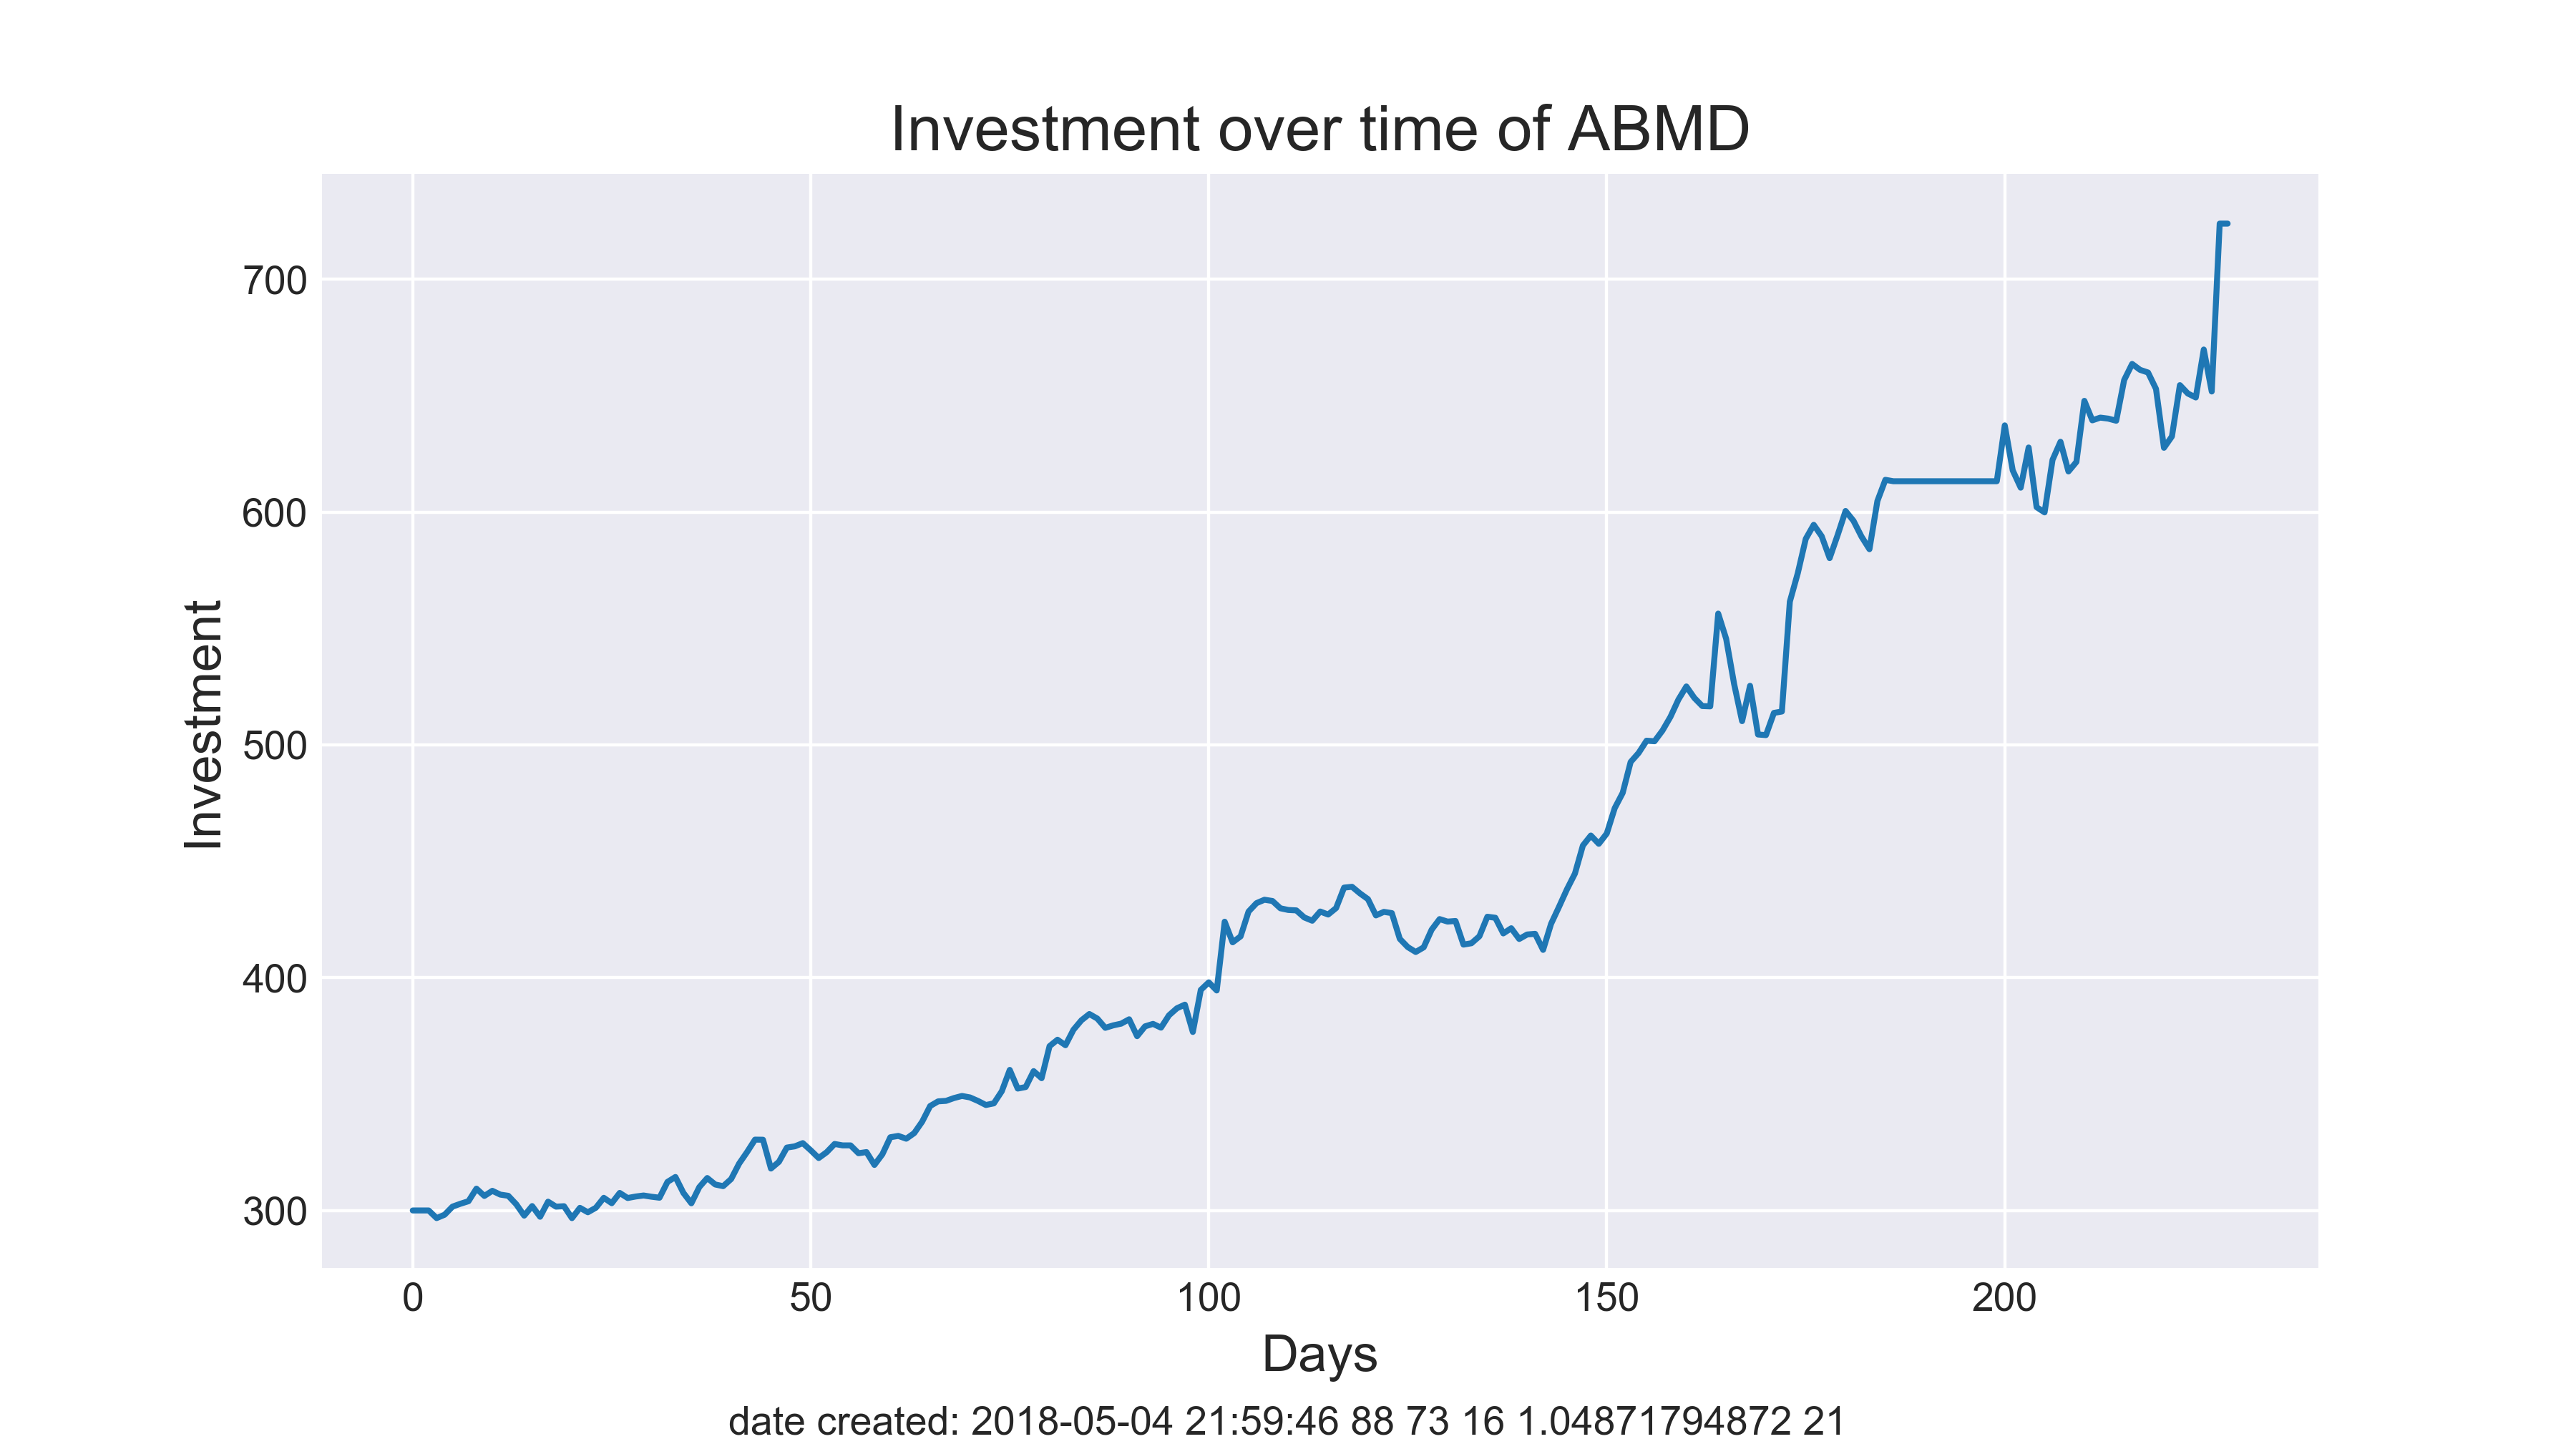 Investment over time of ABMD
700
600
500
400
300
Investment
0 50 100 150 200
Days
date created: 2018-05-04 21:59:46 88 73 16 1.04871794872 21